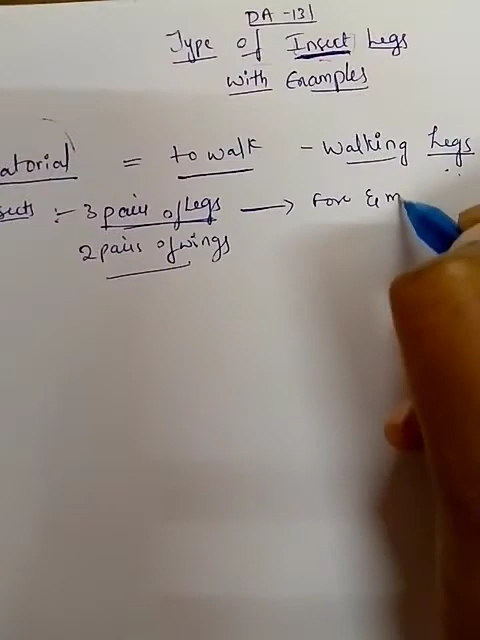 DA-131
Type of Insect Legs
with Examples
atorial = to walk - Walking Legs
sects :- 3 pairs of Legs → For & m
2 pairs of wings